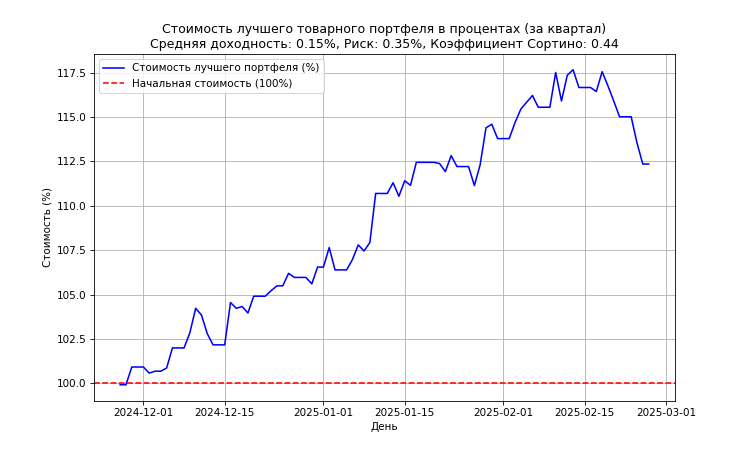 Стоимость лучшего товарного портфеля в процентах (за квартал)
Средняя доходность: 0.15%, Риск: 0.35%, Коэффициент Сортино: 0.44
Стоимость лучшего портфеля (%)
Начальная стоимость (100%)
Стоимость (%)
117.5
115.0
112.5
110.0
107.5
105.0
102.5
100.0
2024-12-01 2024-12-15 2025-01-01 2025-01-15 2025-02-01 2025-02-15 2025-03-01
День